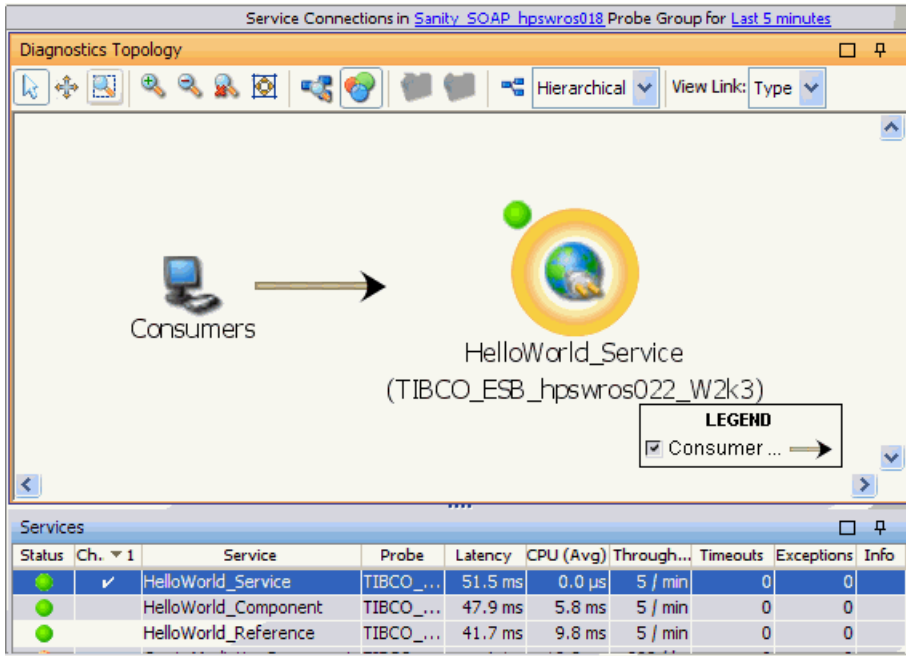 Service Connections in Sanity_SOAP_hpswros018 Probe Group for Last 5 minutes
Diagnostics Topology
Hierarchical View Link: Type
Consumers
HelloWorld_Service
(TIBCO_ESB_hpswros022_W2k3)
LEGEND
Consumer ...
Services
Status Ch. 1 Service Probe Latency CPU (Avg) Through... Timeouts Exceptions Info
HelloWorld_Service TIBCO_... 51.5 ms 0.0 µs 5 / min 0 0
HelloWorld_Component TIBCO_... 47.9 ms 5.8 ms 5 / min 0 0
HelloWorld_Reference TIBCO_... 41.7 ms 9.8 ms 5 / min 0 0